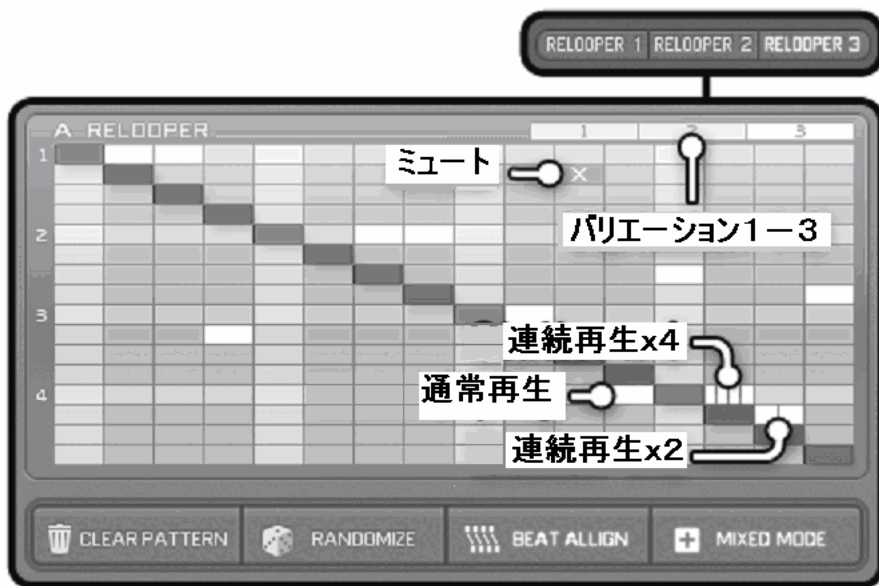 RELOOPER 1 RELOOPER 2 RELOOPER 3
A RELOOPER 1 2 3
1
ミュート
×
バリエーション1－3
2
3
連続再生x4
通常再生
4
連続再生x2
CLEAR PATTERN RANDOMIZE BEAT ALLIGN MIXED MODE